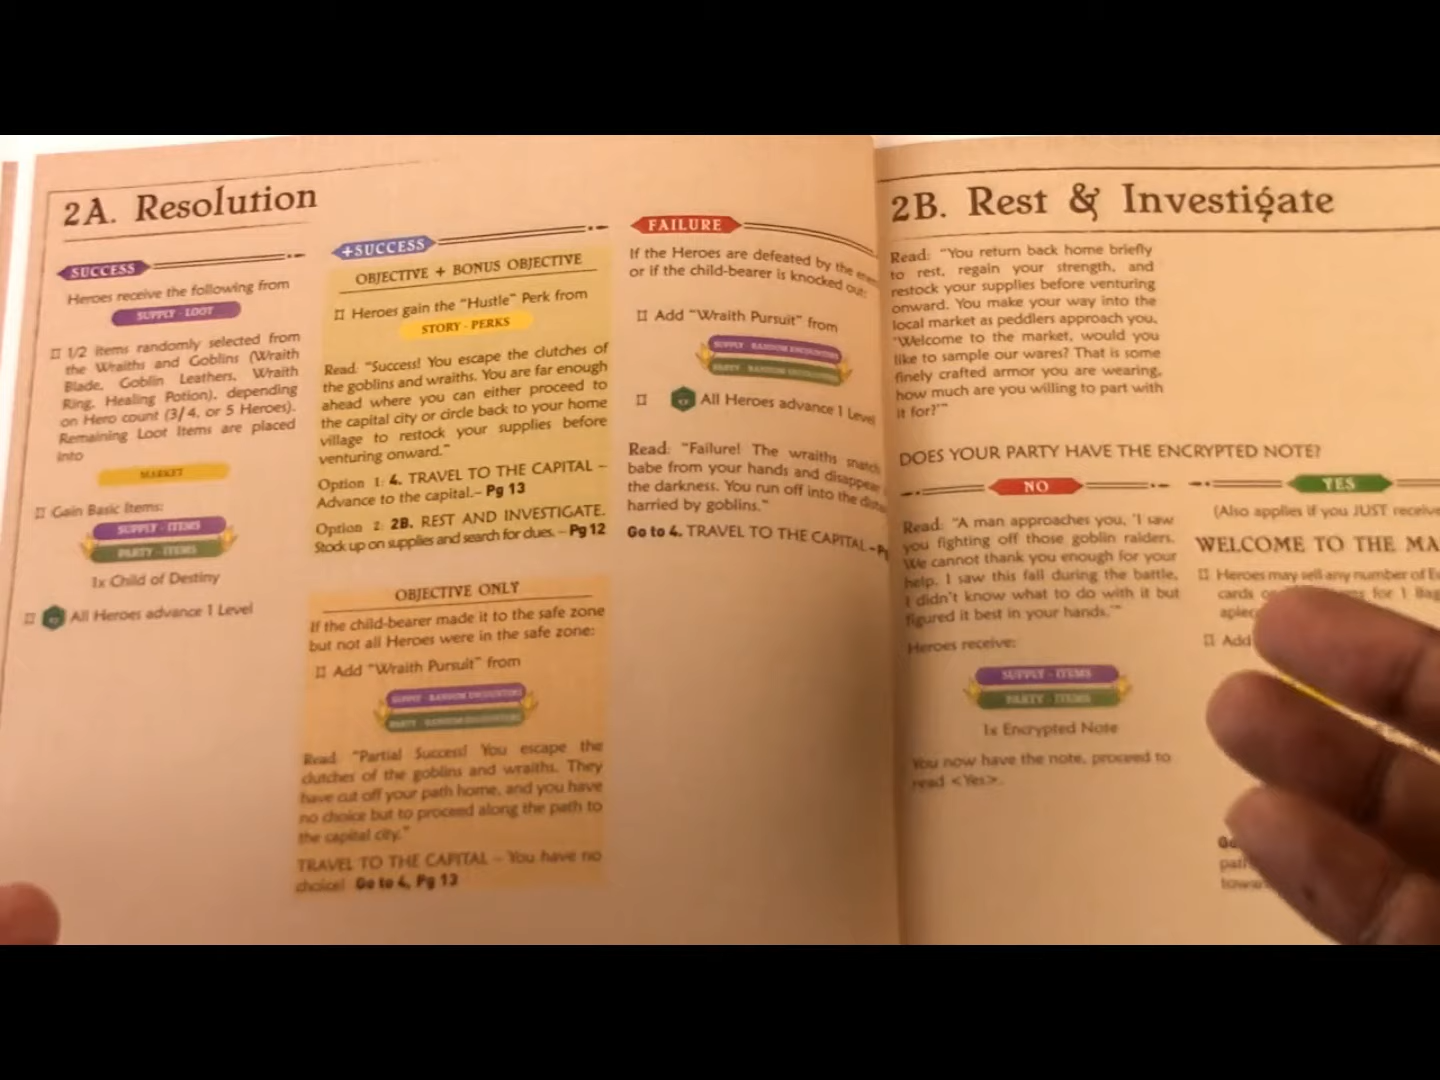 2A. Resolution
SUCCESS
Heroes receive the following from
SUPPLY - LOOT
1/2 items randomly selected from
the Wraiths and Goblins (Wraith
Blade, Goblin Leathers, Wraith
Ring, Healing Potion), depending
on Hero count (3/4, or 5 Heroes).
Remaining Loot Items are placed
into
MARKET
Gain Basic Items:
SUPPLY - ITEMS
PARTY - ITEMS
1x Child of Destiny
All Heroes advance 1 Level
+SUCCESS
OBJECTIVE + BONUS OBJECTIVE
Heroes gain the "Hustle" Perk from
STORY - PERKS
Read: "Success! You escape the clutches of
the goblins and wraiths. You are far enough
ahead where you can either proceed to
the capital city or circle back to your home
village to restock your supplies before
venturing onward."
Option 1: 4. TRAVEL TO THE CAPITAL –
Advance to the capital.– Pg 13
Option 2: 2B. REST AND INVESTIGATE.
Stock up on supplies and search for clues. – Pg 12
OBJECTIVE ONLY
If the child-bearer made it to the safe zone
but not all Heroes were in the safe zone:
Add "Wraith Pursuit" from
SUPPLY - RANDOM ENCOUNTERS
PARTY - RANDOM ENCOUNTERS
Read: "Partial Success! You escape the
clutches of the goblins and wraiths. They
have cut off your path home, and you have
no choice but to proceed along the path to
the capital city."
TRAVEL TO THE CAPITAL – You have no
choice! Go to 4, Pg 13
FAILURE
If the Heroes are defeated by the
or if the child-bearer is knocked out:
Add "Wraith Pursuit" from
SUPPLY - RANDOM ENCOUNTERS
PARTY - RANDOM ENCOUNTERS
All Heroes advance 1 Level
Read: "Failure! The wraiths snatch
babe from your hands and disappear
the darkness. You run off into the
harried by goblins."
Go to 4. TRAVEL TO THE CAPITAL –
2B. Rest & Investigate
Read: "You return back home briefly
to rest, regain your strength, and
restock your supplies before venturing
onward. You make your way into the
local market as peddlers approach you,
'Welcome to the market, would you
like to sample our wares? That is some
finely crafted armor you are wearing,
how much are you willing to part with
it for?'"
DOES YOUR PARTY HAVE THE ENCRYPTED NOTE?
NO
Read: "A man approaches you, 'I saw
you fighting off those goblin raiders.
We cannot thank you enough for your
help. I saw this fall during the battle,
I didn't know what to do with it but
figured it best in your hands.'"
Heroes receive:
SUPPLY - ITEMS
PARTY - ITEMS
1x Encrypted Note
You now have the note, proceed to
read <Yes>.
YES
(Also applies if you JUST
WELCOME TO THE
Heroes may sell any number of
cards for 1
Add